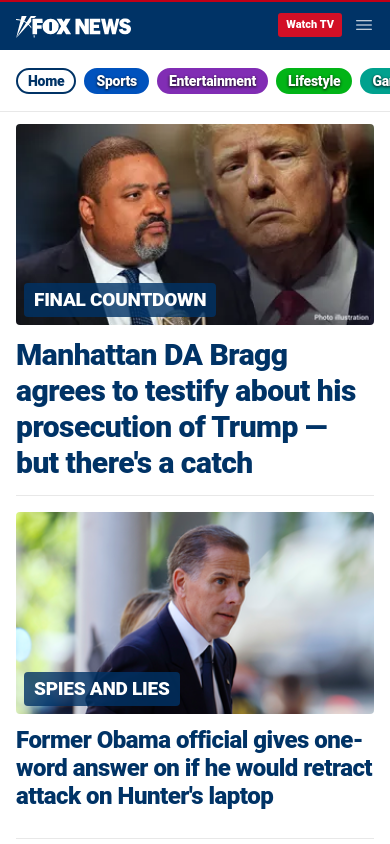 FOX NEWS
Watch TV
Home
Sports
Entertainment
Lifestyle
Ga
FINAL COUNTDOWN
Photo illustration
Manhattan DA Bragg
agrees to testify about his
prosecution of Trump —
but there's a catch
SPIES AND LIES
Former Obama official gives one-
word answer on if he would retract
attack on Hunter's laptop